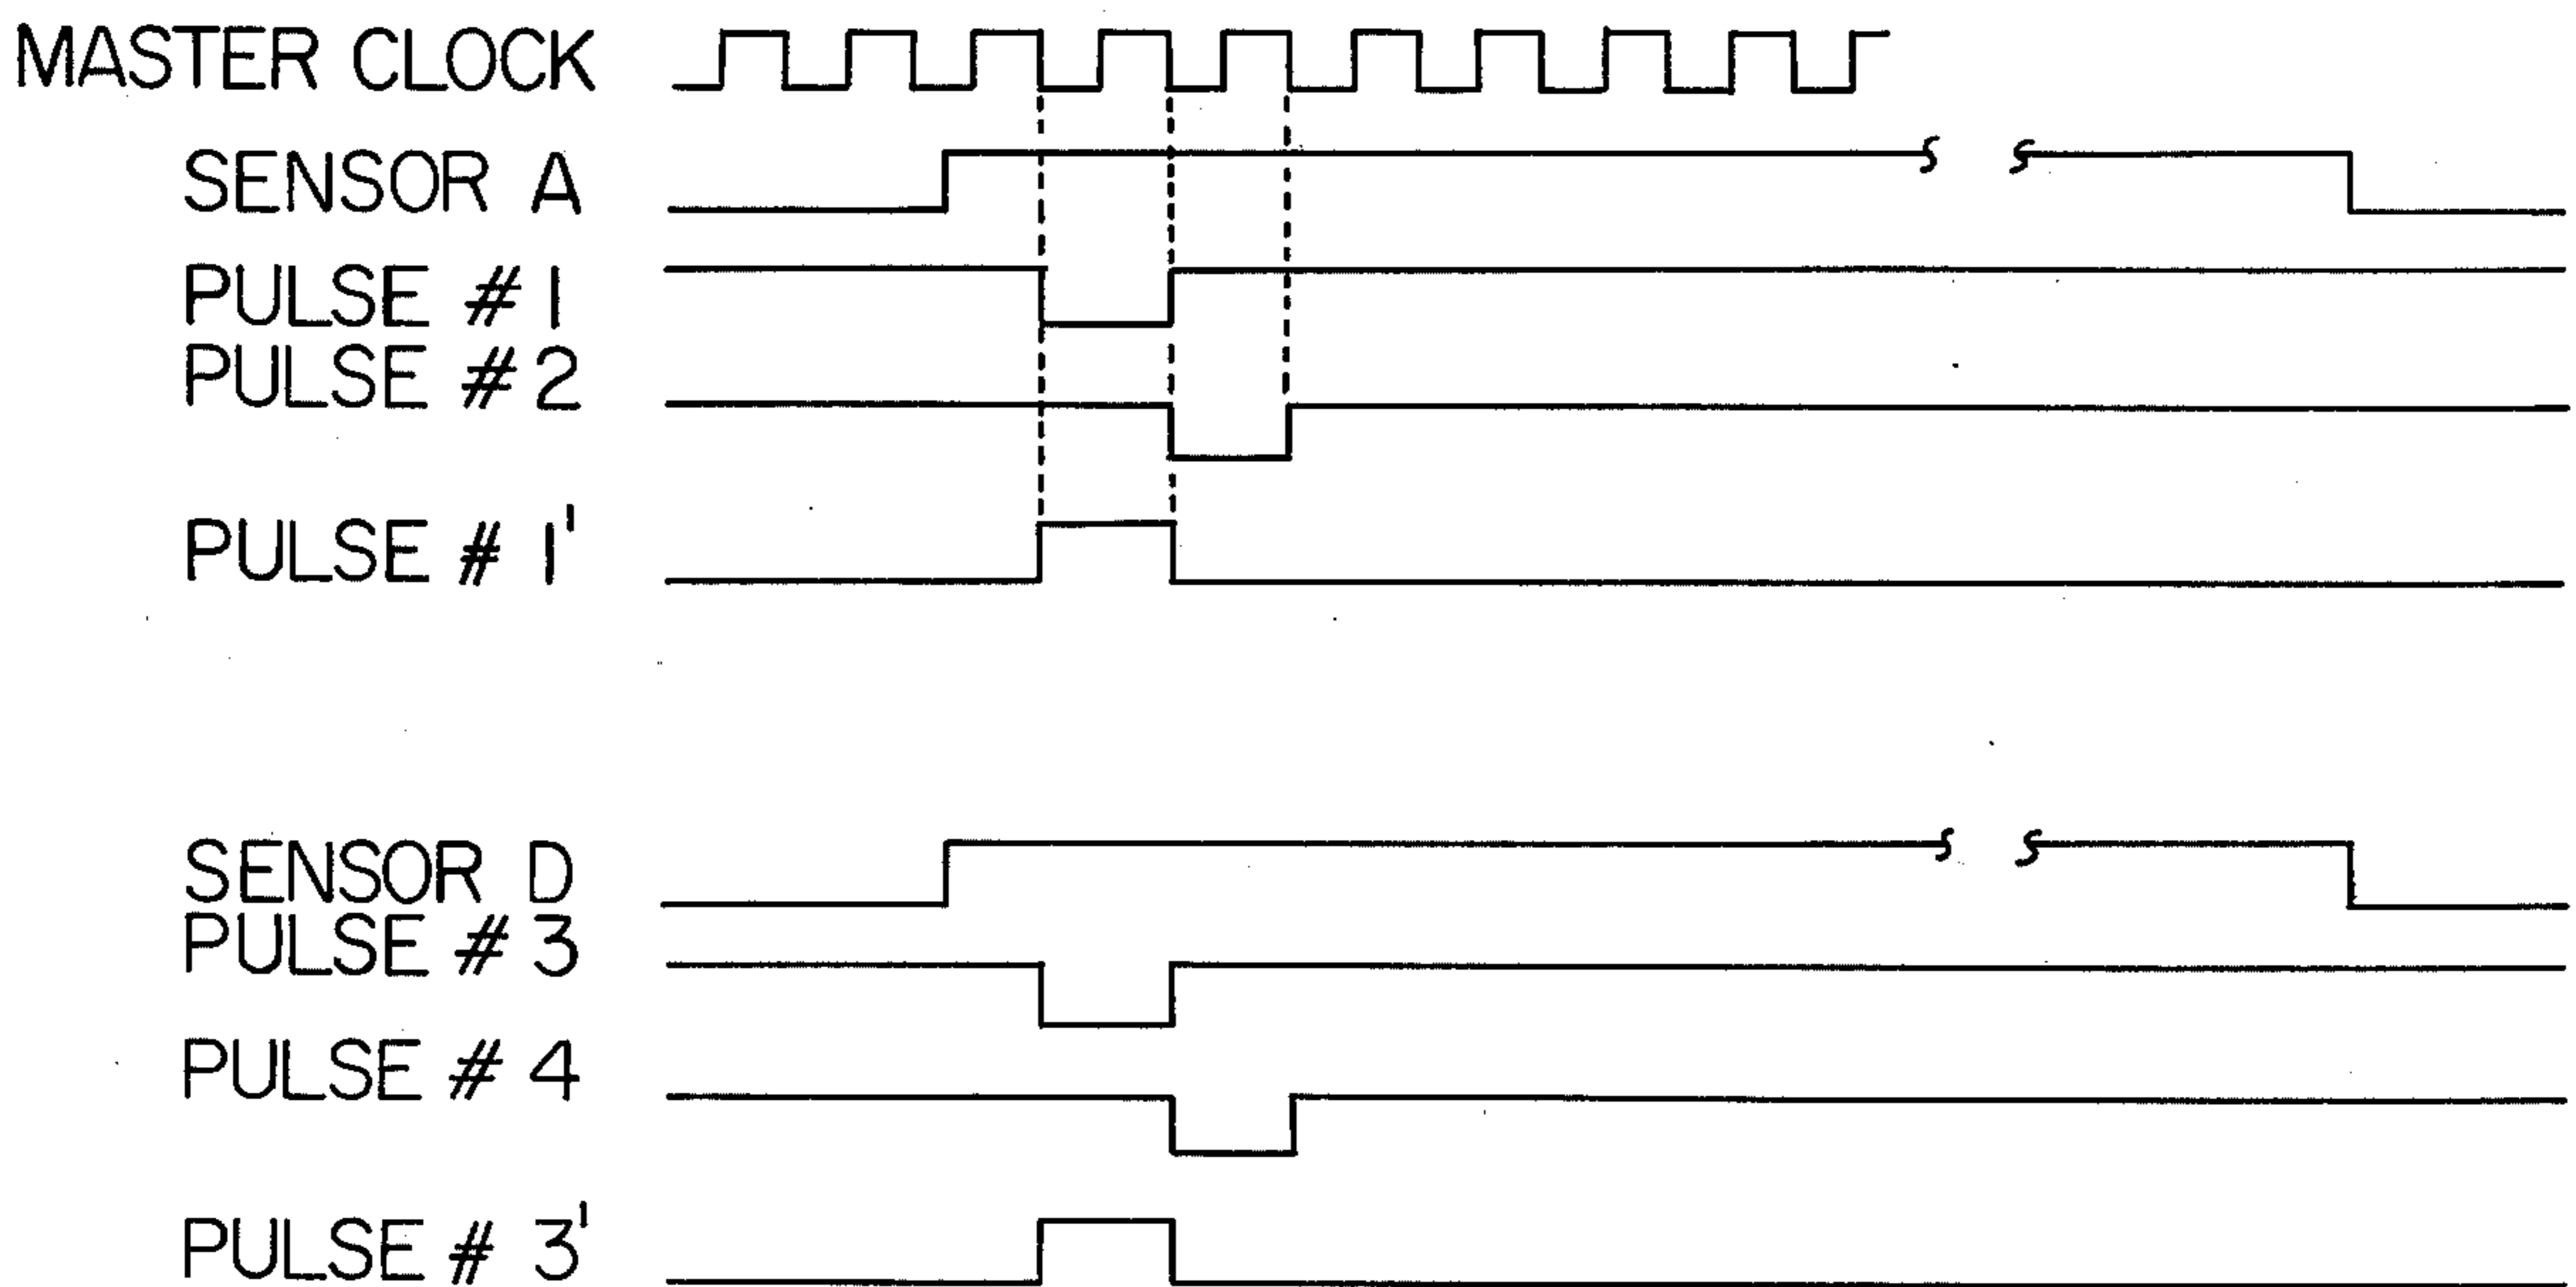 MASTER CLOCK
SENSOR A
PULSE #1
PULSE #2
PULSE # 1'
SENSOR D
PULSE # 3
PULSE # 4
PULSE # 3'